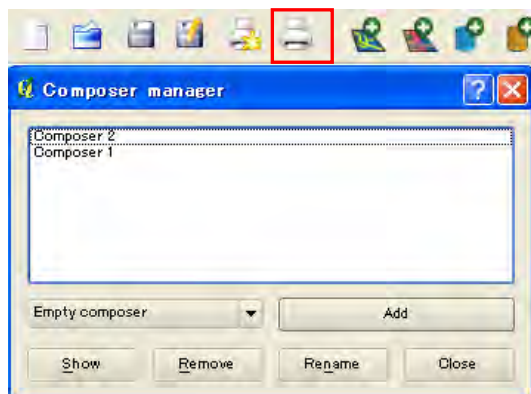 Composer manager
Composer 2
Composer 1
Empty composer
Add
Show
Remove
Rename
Close